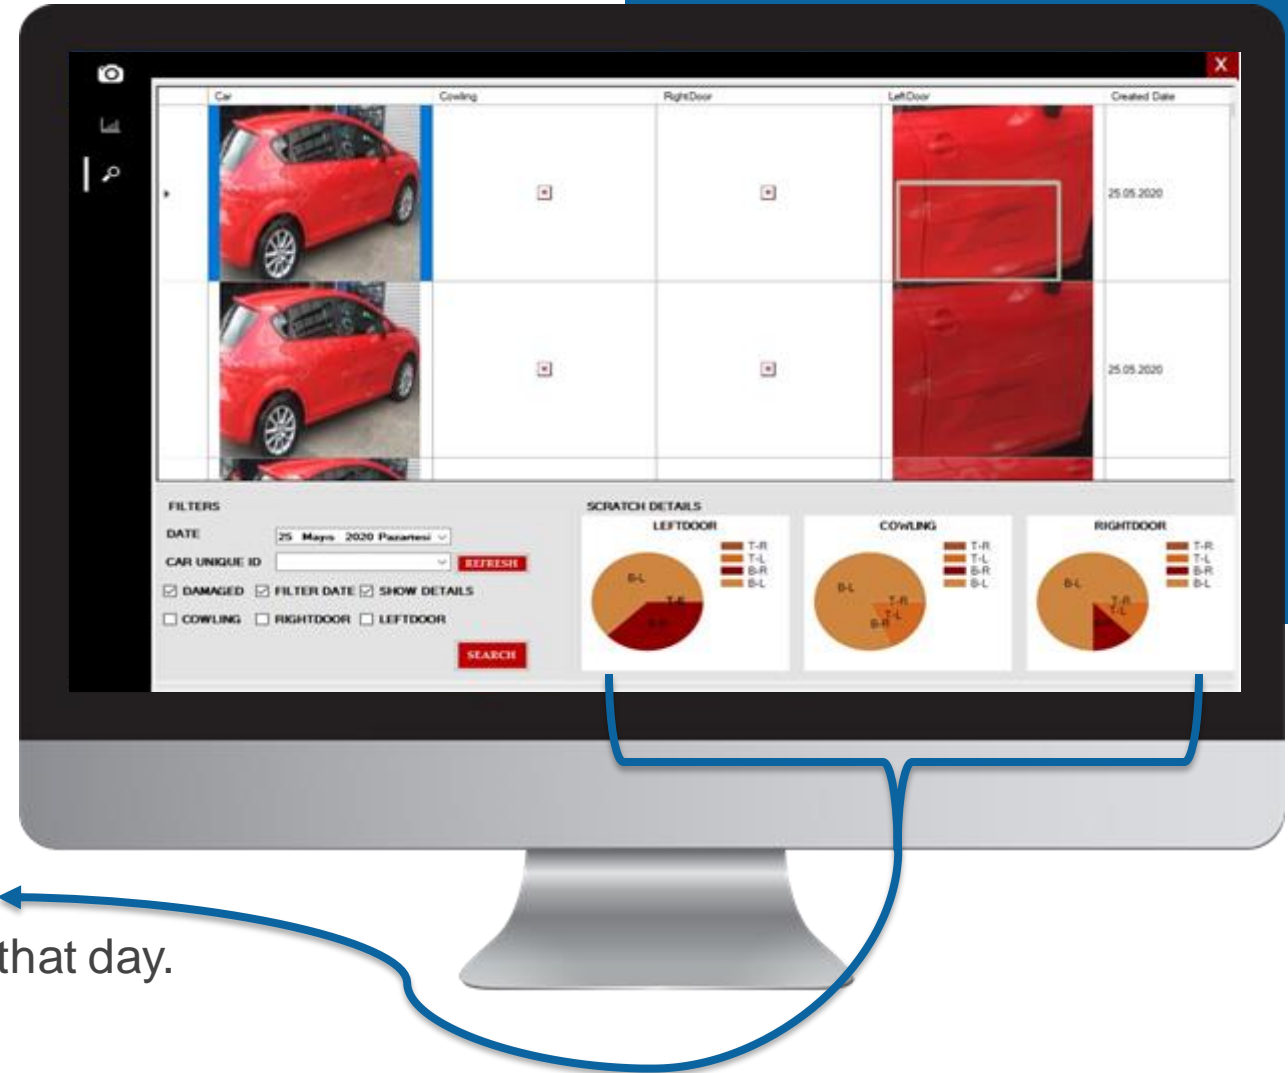 X
Car Cowling RightDoor LeftDoor Created Date
25.05.2020
25.05.2020
FILTERS
DATE 25 Mayıs 2020 Pazartesi
CAR UNIQUE ID REFRESH
DAMAGED FILTER DATE SHOW DETAILS
COWLING RIGHTDOOR LEFTDOOR
SEARCH
SCRATCH DETAILS
LEFTDOOR
T-R
T-L
B-R
B-L
B-L
COWLING
T-R
T-L
B-R
B-L
B-L
T-R
T-L
B-R
RIGHTDOOR
T-R
T-L
B-R
B-L
B-L
T-R
T-L
that day.